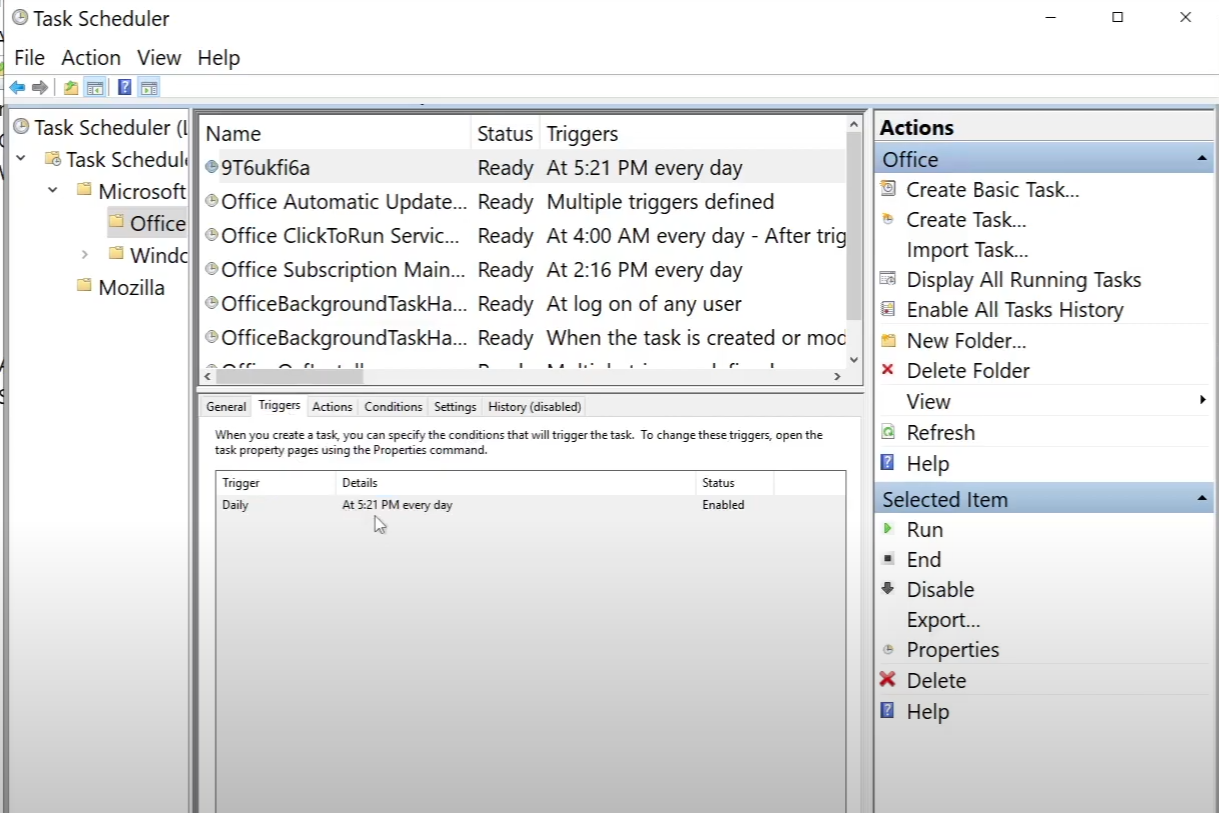 Task Scheduler
File Action View Help
Task Scheduler (L
Task Schedule
Microsoft
Office
Windo
Mozilla
Name Status Triggers
9T6ukfi6a Ready At 5:21 PM every day
Office Automatic Update... Ready Multiple triggers defined
Office ClickToRun Servic... Ready At 4:00 AM every day - After trig
Office Subscription Main... Ready At 2:16 PM every day
OfficeBackgroundTaskHa... Ready At log on of any user
OfficeBackgroundTaskHa... Ready When the task is created or mod
General Triggers Actions Conditions Settings History (disabled)
When you create a task, you can specify the conditions that will trigger the task. To change these triggers, open the
task property pages using the Properties command.
Trigger Details Status
Daily At 5:21 PM every day Enabled
Actions
Office
Create Basic Task...
Create Task...
Import Task...
Display All Running Tasks
Enable All Tasks History
New Folder...
Delete Folder
View
Refresh
Help
Selected Item
Run
End
Disable
Export...
Properties
Delete
Help